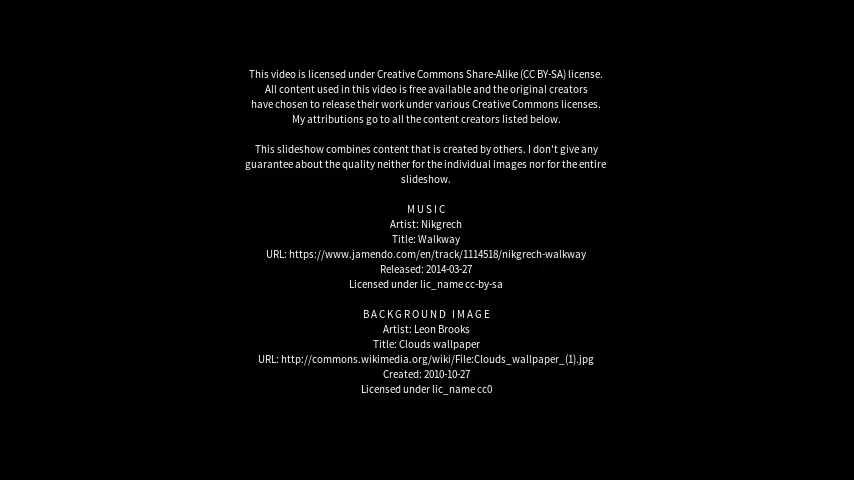 This video is licensed under Creative Commons Share-Alike (CC BY-SA) license.
All content used in this video is free available and the original creators
have chosen to release their work under various Creative Commons licenses.
My attributions go to all the content creators listed below.
This slideshow combines content that is created by others. I don't give any
guarantee about the quality neither for the individual images nor for the entire
slideshow.
MUSIC
Artist: Nikgrech
Title: Walkway
URL: https://www.jamendo.com/en/track/1114518/nikgrech-walkway
Released: 2014-03-27
Licensed under lic_name cc-by-sa
BACKGROUND IMAGE
Artist: Leon Brooks
Title: Clouds wallpaper
URL: http://commons.wikimedia.org/wiki/File:Clouds_wallpaper_(1).jpg
Created: 2010-10-27
Licensed under lic_name cc0